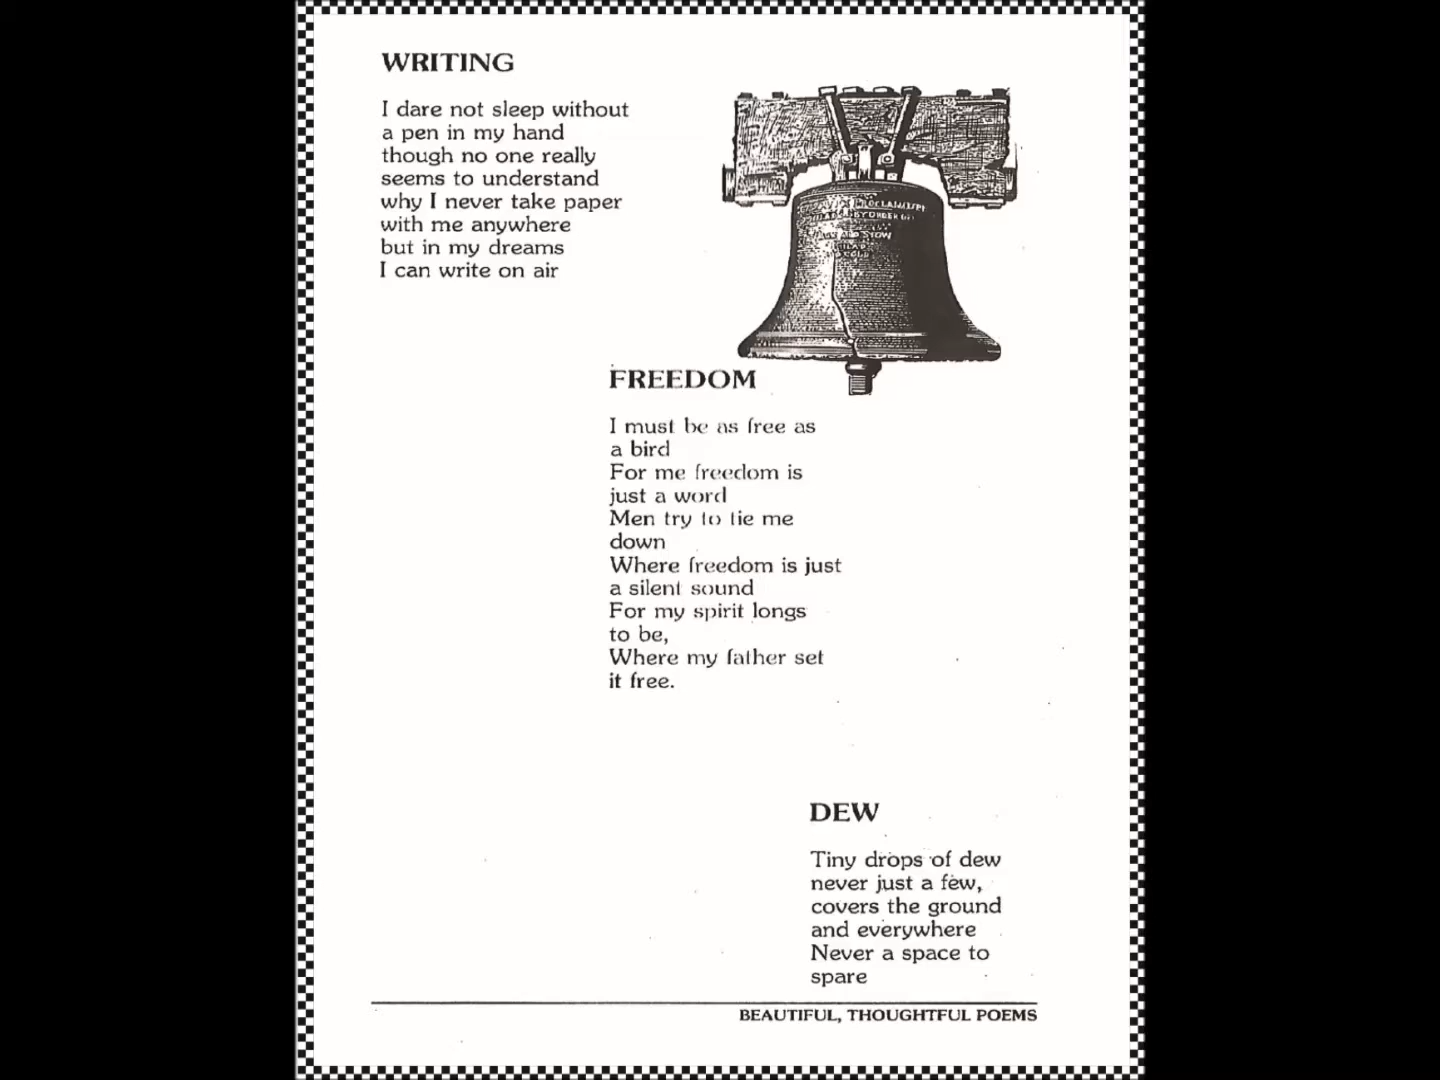 WRITING
I dare not sleep without
a pen in my hand
though no one really
seems to understand
why I never take paper
with me anywhere
but in my dreams
I can write on air
FREEDOM
I must be as free as
a bird
For me freedom is
just a word
Men try to tie me
down
Where freedom is just
a silent sound
For my spirit longs
to be,
Where my father set
it free.
DEW
Tiny drops of dew
never just a few,
covers the ground
and everywhere
Never a space to
spare
BEAUTIFUL, THOUGHTFUL POEMS